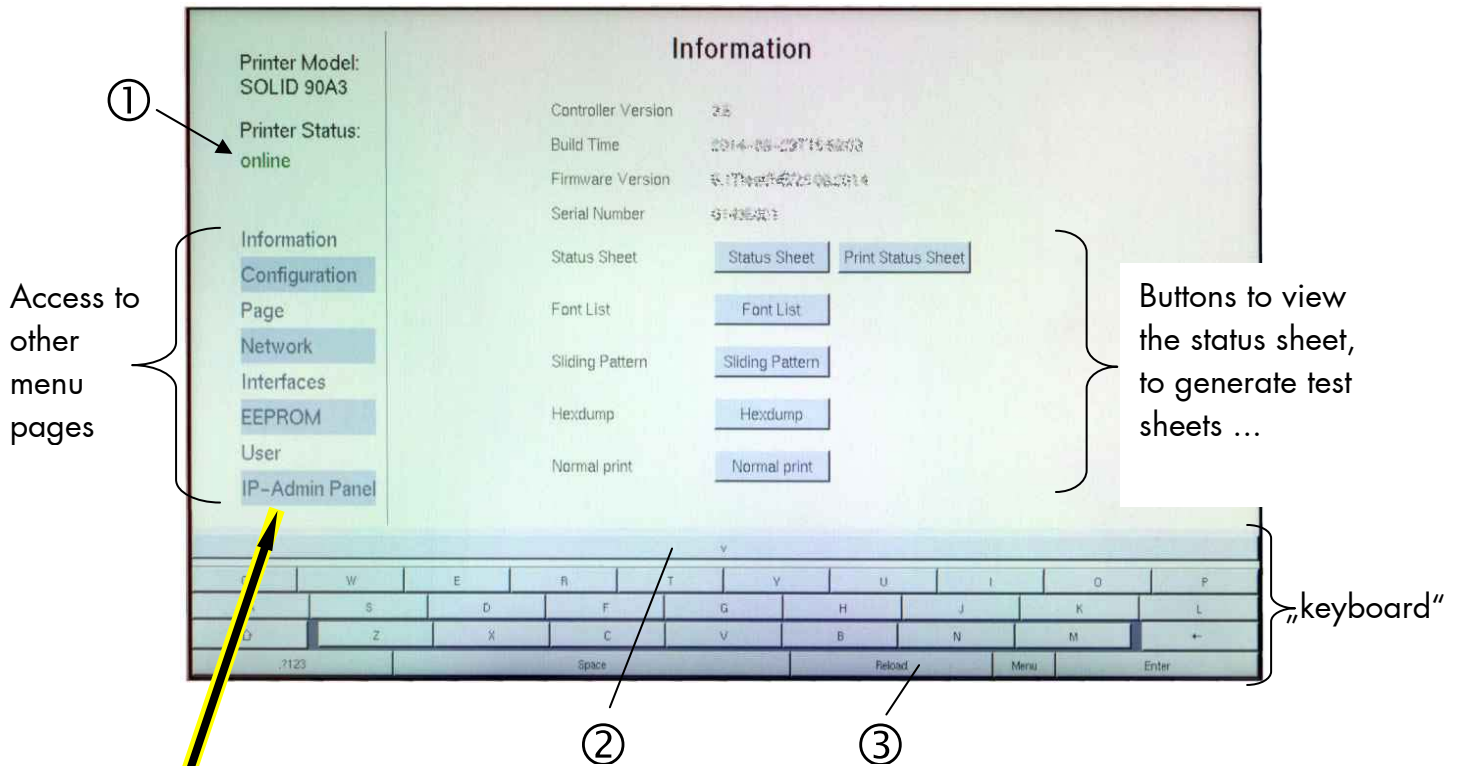 Information
Printer Model:
SOLID 90A3
①
Printer Status:
online
Controller Version
Build Time
Firmware Version
Serial Number
Access to
other
menu
pages
Information
Configuration
Page
Network
Interfaces
EEPROM
User
IP-Admin Panel
Status Sheet Status Sheet Print Status Sheet
Font List Font List
Sliding Pattern Sliding Pattern
Hexdump Hexdump
Normal print Normal print
Buttons to view
the status sheet,
to generate test
sheets ...
v
W E R T Y U I O P
S D F G H J K L
Z X C V B N M ←
.?123 Space Reload Menu Enter
„keyboard“
② ③